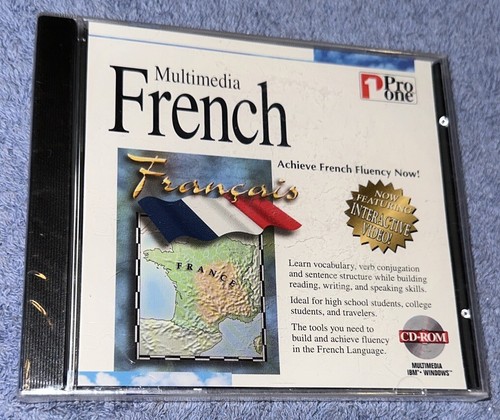 Multimedia
French
Pro
one
Achieve French Fluency Now!
Français
NOW
FEATURING
INTERACTIVE
VIDEO!
FRANCE
Learn vocabulary, verb conjugation
and sentence structure while building
reading, writing, and speaking skills.
Ideal for high school students, college
students, and travelers.
The tools you need to
build and achieve fluency
in the French Language.
CD-ROM
MULTIMEDIA
IBM® • WINDOWS™